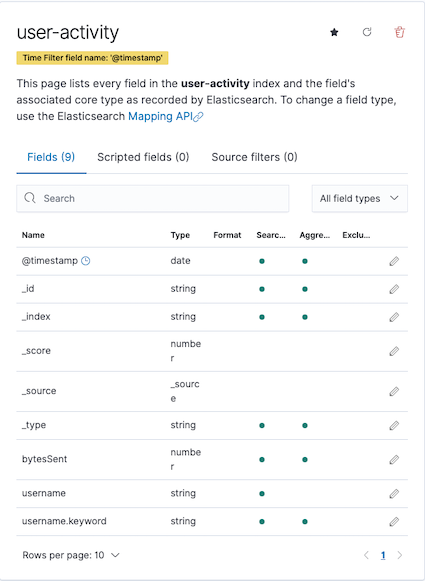 user-activity
Time Filter field name: '@timestamp'
This page lists every field in the user-activity index and the field's
associated core type as recorded by Elasticsearch. To change a field type,
use the Elasticsearch Mapping API
Fields (9) Scripted fields (0) Source filters (0)
Search All field types
Name Type Format Searc... Aggre... Exclu...
@timestamp date
_id string
_index string
_score numbe
r
_source _sourc
e
_type string
bytesSent numbe
r
username string
username.keyword string
Rows per page: 10 1